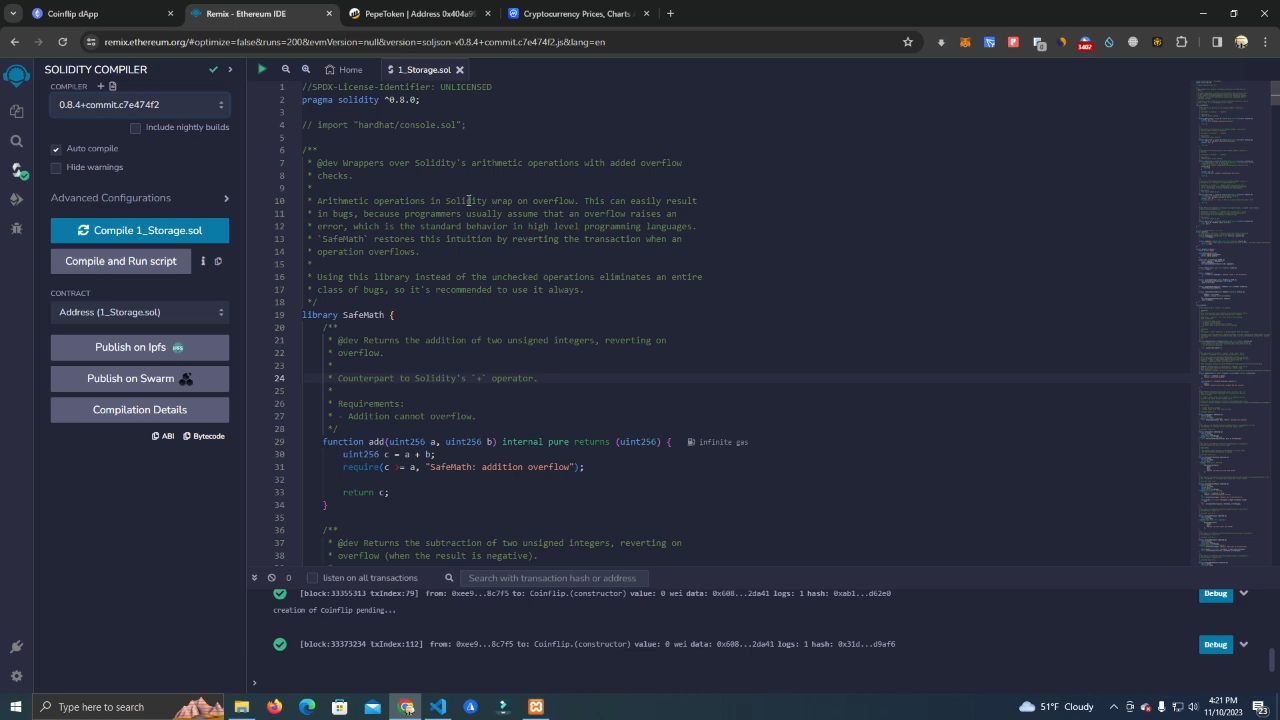 Coinflip dApp
Remix - Ethereum IDE
PepeToken | Address 0x404a9
Cryptocurrency Prices, Charts
remix.ethereum.org/#optimize=false&runs=200&evmVersion=null&version=soljson-v0.8.4+commit.c7e474f2.js&lang=en
1402
SOLIDITY COMPILER
COMPILER
0.8.4+commit.c7e474f2
Include nightly builds
Auto compile
Hide warnings
Advanced Configurations
Compile 1_Storage.sol
Compile and Run script
CONTRACT
Address (1_Storage.sol)
Publish on Ipfs
Publish on Swarm
Compilation Details
ABI
Bytecode
Home
1_Storage.sol
1 //SPDX-License-Identifier: UNLICENSED
2 pragma solidity ^0.8.0;
3
4 // import "hardhat/console.sol";
5
6 /**
7 * @dev Wrappers over Solidity's arithmetic operations with added overflow
8 * checks.
9 *
10 * Arithmetic operations in Solidity wrap on overflow. This can easily result
11 * in bugs, because programmers usually assume that an overflow raises an
12 * error, which is the standard behavior in high level programming languages.
13 * `SafeMath` restores this intuition by reverting the transaction when an
14 * operation overflows.
15 *
16 * Using this library instead of the unchecked operations eliminates an entire
17 * class of bugs, so it's recommended to use it always.
18 */
19 library SafeMath {
20 /**
21 * @dev Returns the addition of two unsigned integers, reverting on
22 * overflow.
23 *
24 * Counterpart to Solidity's `+` operator.
25 *
26 * Requirements:
27 * - Addition cannot overflow.
28 */
29 function add(uint256 a, uint256 b) internal pure returns (uint256) { infinite gas
30 uint256 c = a + b;
31 require(c >= a, "SafeMath: addition overflow");
32
33 return c;
34 }
35
36 /**
37 * @dev Returns the subtraction of two unsigned integers, reverting on
38 * overflow (when the result is negative).
0
listen on all transactions
Search with transaction hash or address
[block:33355313 txIndex:79] from: 0xee9...8c7f5 to: Coinflip.(constructor) value: 0 wei data: 0x608...2da41 logs: 1 hash: 0xab1...d62e0
Debug
creation of Coinflip pending...
[block:33373234 txIndex:112] from: 0xee9...8c7f5 to: Coinflip.(constructor) value: 0 wei data: 0x608...2da41 logs: 1 hash: 0x31d...d9af6
Debug
>
Type here to search
51°F Cloudy
4:21 PM
11/10/2023